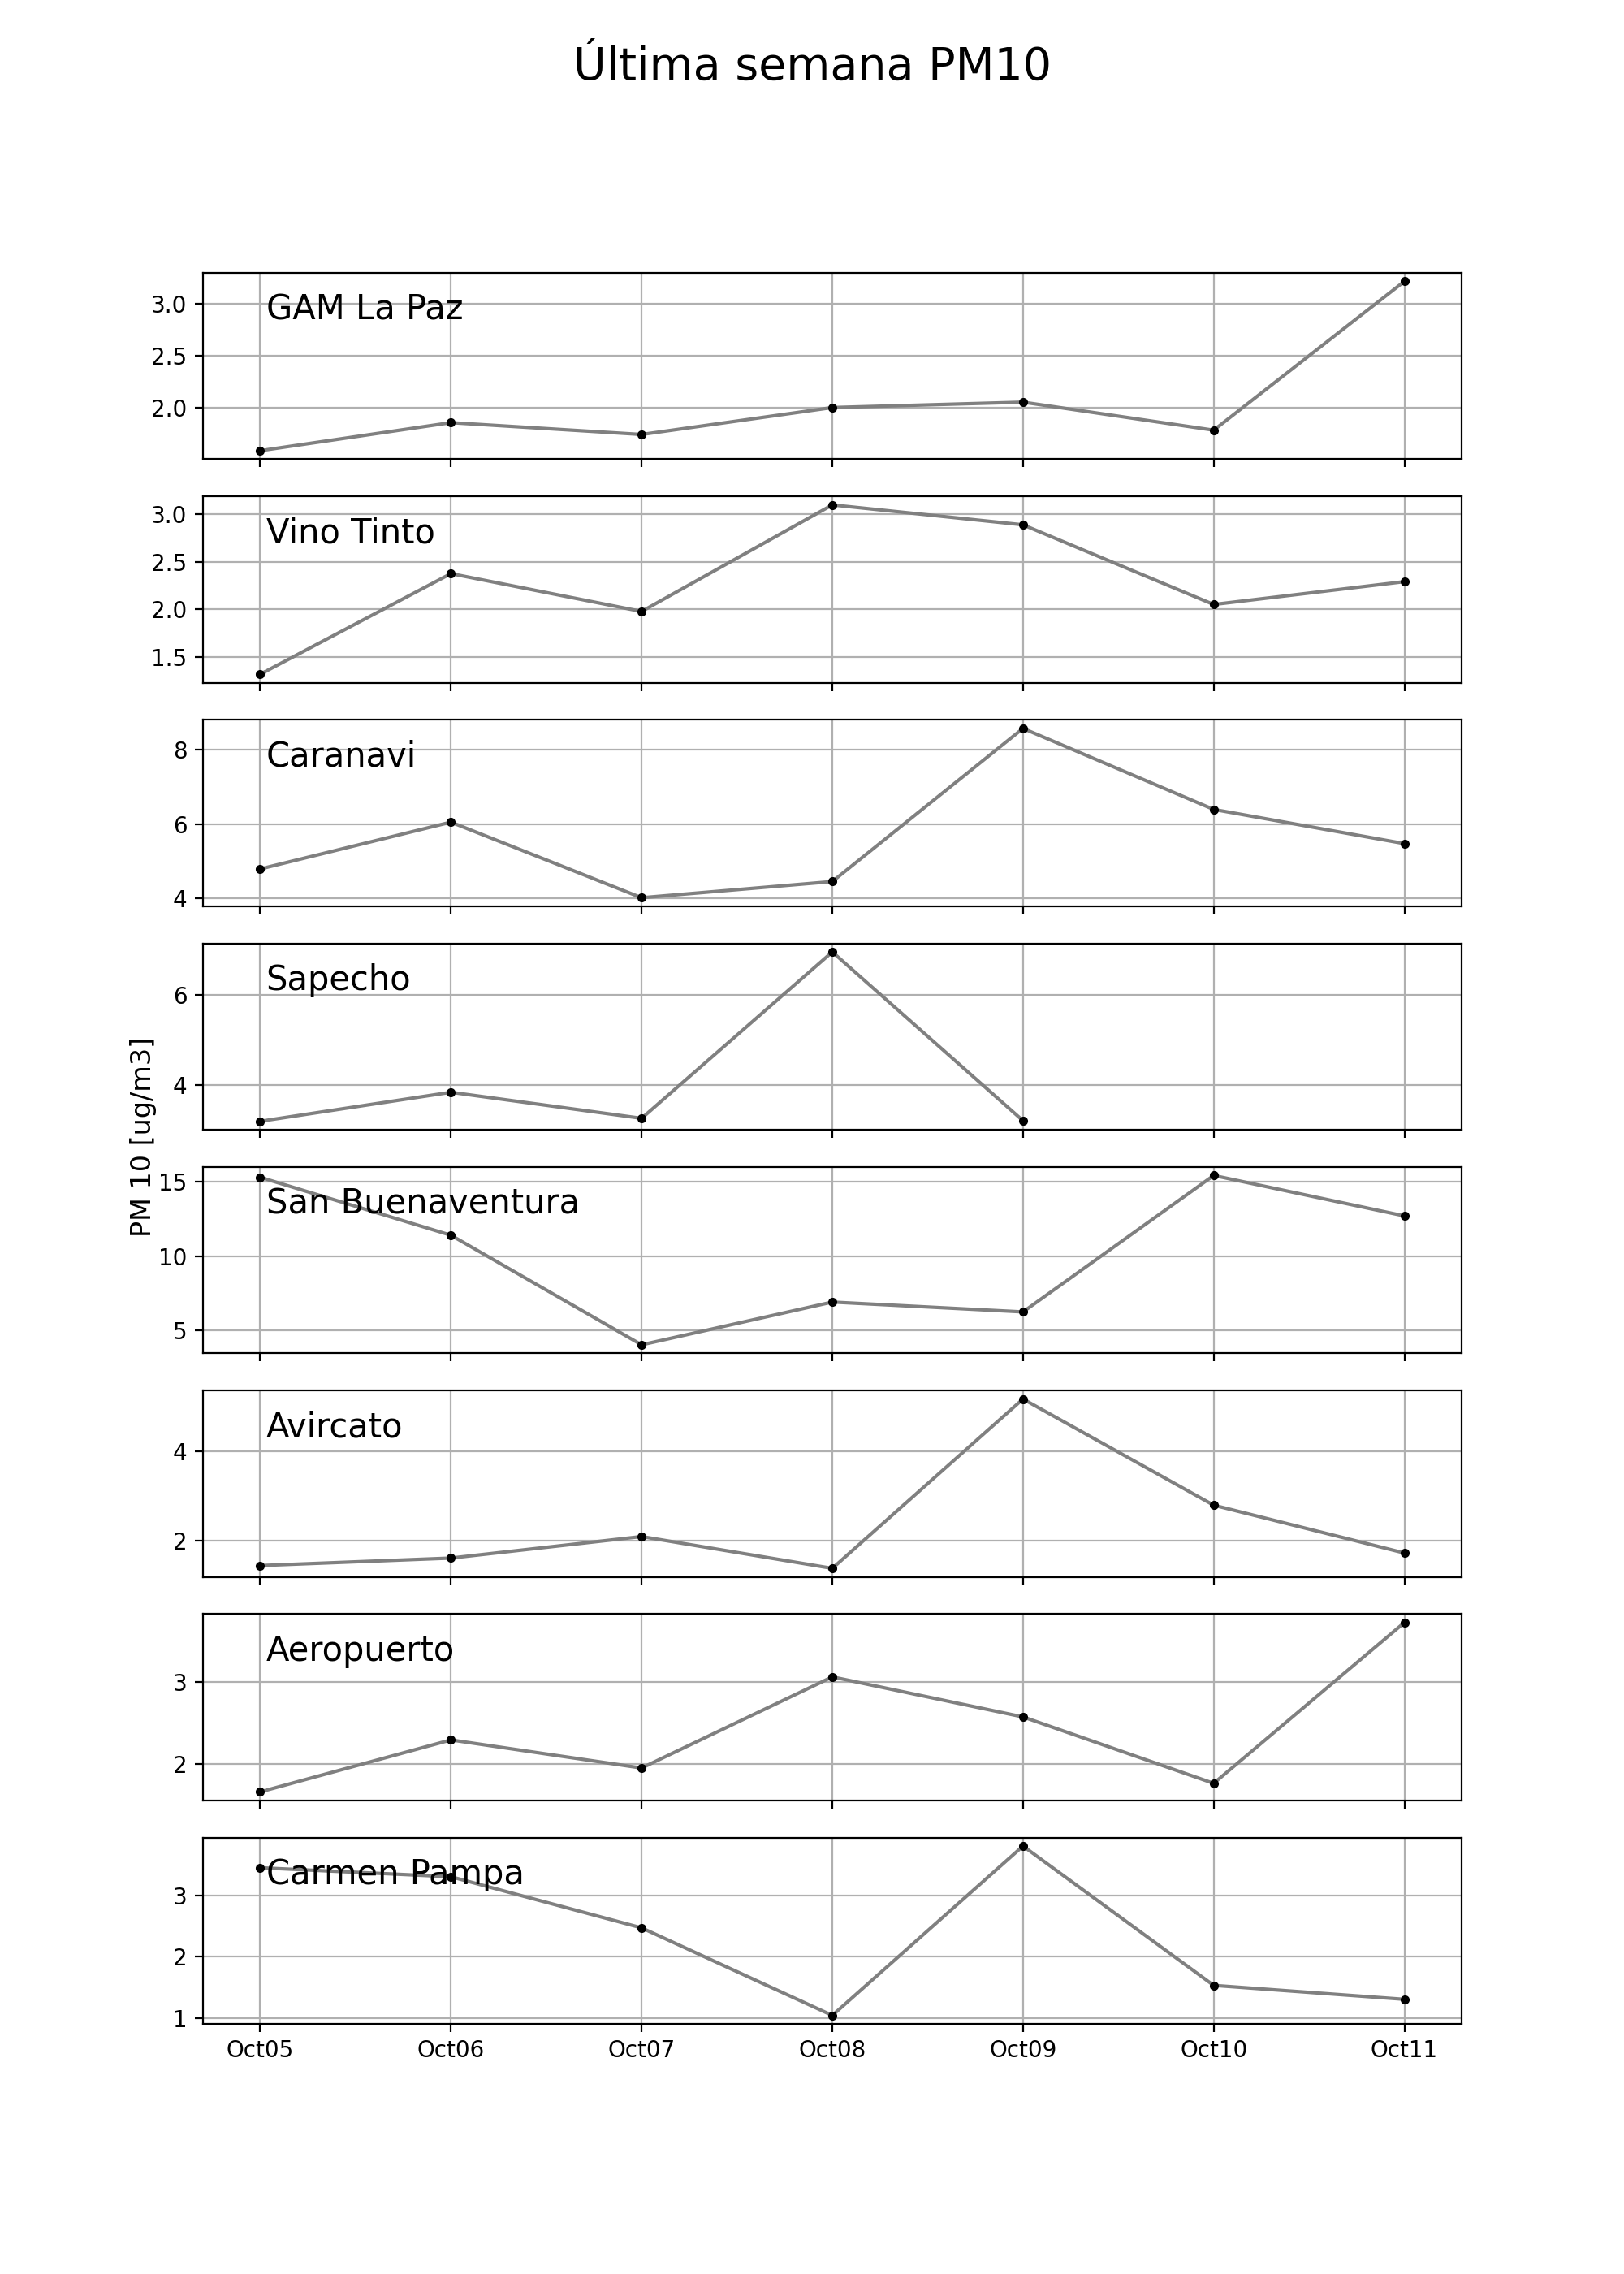 Última semana PM10
GAM La Paz
3.0
2.5
2.0
Vino Tinto
3.0
2.5
2.0
1.5
Caranavi
8
6
4
Sapecho
6
4
PM 10 [ug/m3]
San Buenaventura
15
10
5
Avircato
4
2
Aeropuerto
3
2
Carmen Pampa
3
2
1
Oct05 Oct06 Oct07 Oct08 Oct09 Oct10 Oct11